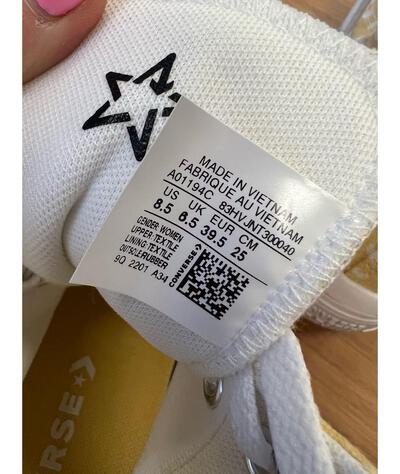 MADE IN VIETNAM
FABRIQUE AU VIETNAM
A01194C 83HVJNT300040
US UK EUR CM
8.5 6.5 39.5 25
GENDER:WOMEN
UPPER:TEXTILE
LINING:TEXTILE
OUTSOLE:RUBBER
9Q 2201 A34
CONVERSE
RSE